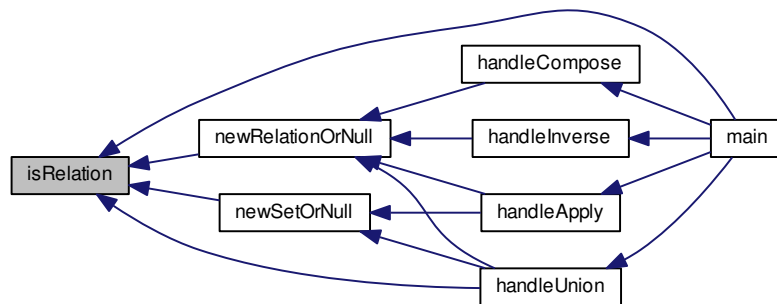 handleCompose
newRelationOrNull
handleInverse
main
isRelation
newSetOrNull
handleApply
handleUnion